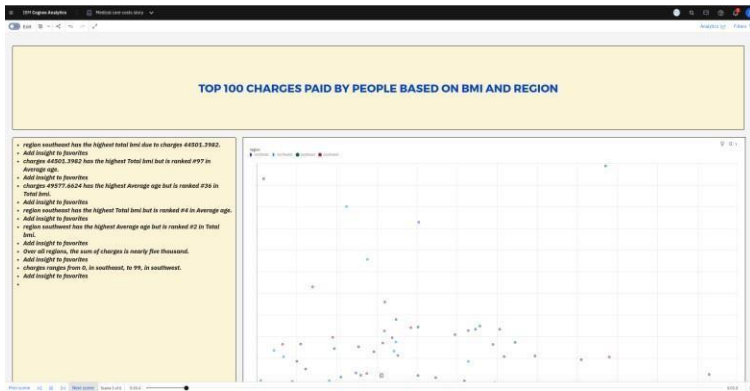 IBM Cognos Analytics
Medical care costs story
Edit
Analytics
Filters
TOP 100 CHARGES PAID BY PEOPLE BASED ON BMI AND REGION
region southeast has the highest total bmi due to charges 44501.3982.
Add insight to favorites
charges 44501.3982 has the highest Total bmi but is ranked #97 in
Average age.
Add insight to favorites
charges 49577.6624 has the highest Average age but is ranked #36 in
Total bmi.
Add insight to favorites
region southeast has the highest Total bmi but is ranked #4 in Average age.
Add insight to favorites
region southwest has the highest Average age but is ranked #2 in Total
bmi.
Add insight to favorites
Over all regions, the sum of charges is nearly five thousand.
Add insight to favorites
charges ranges from 0, in southeast, to 99, in southwest.
Add insight to favorites
region